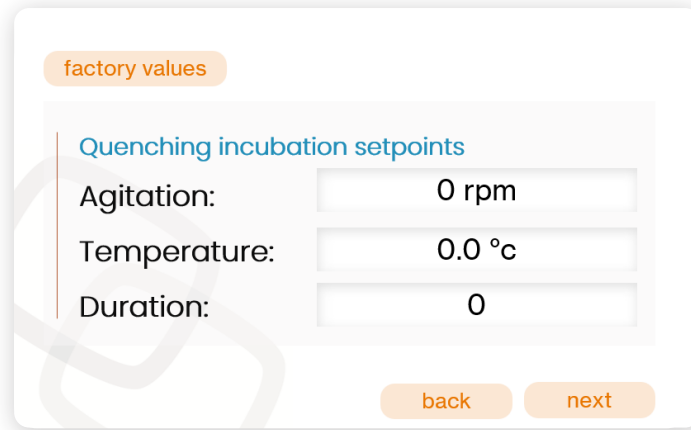 factory values
Quenching incubation setpoints
Agitation: 0 rpm
Temperature: 0.0 °c
Duration: 0
back next